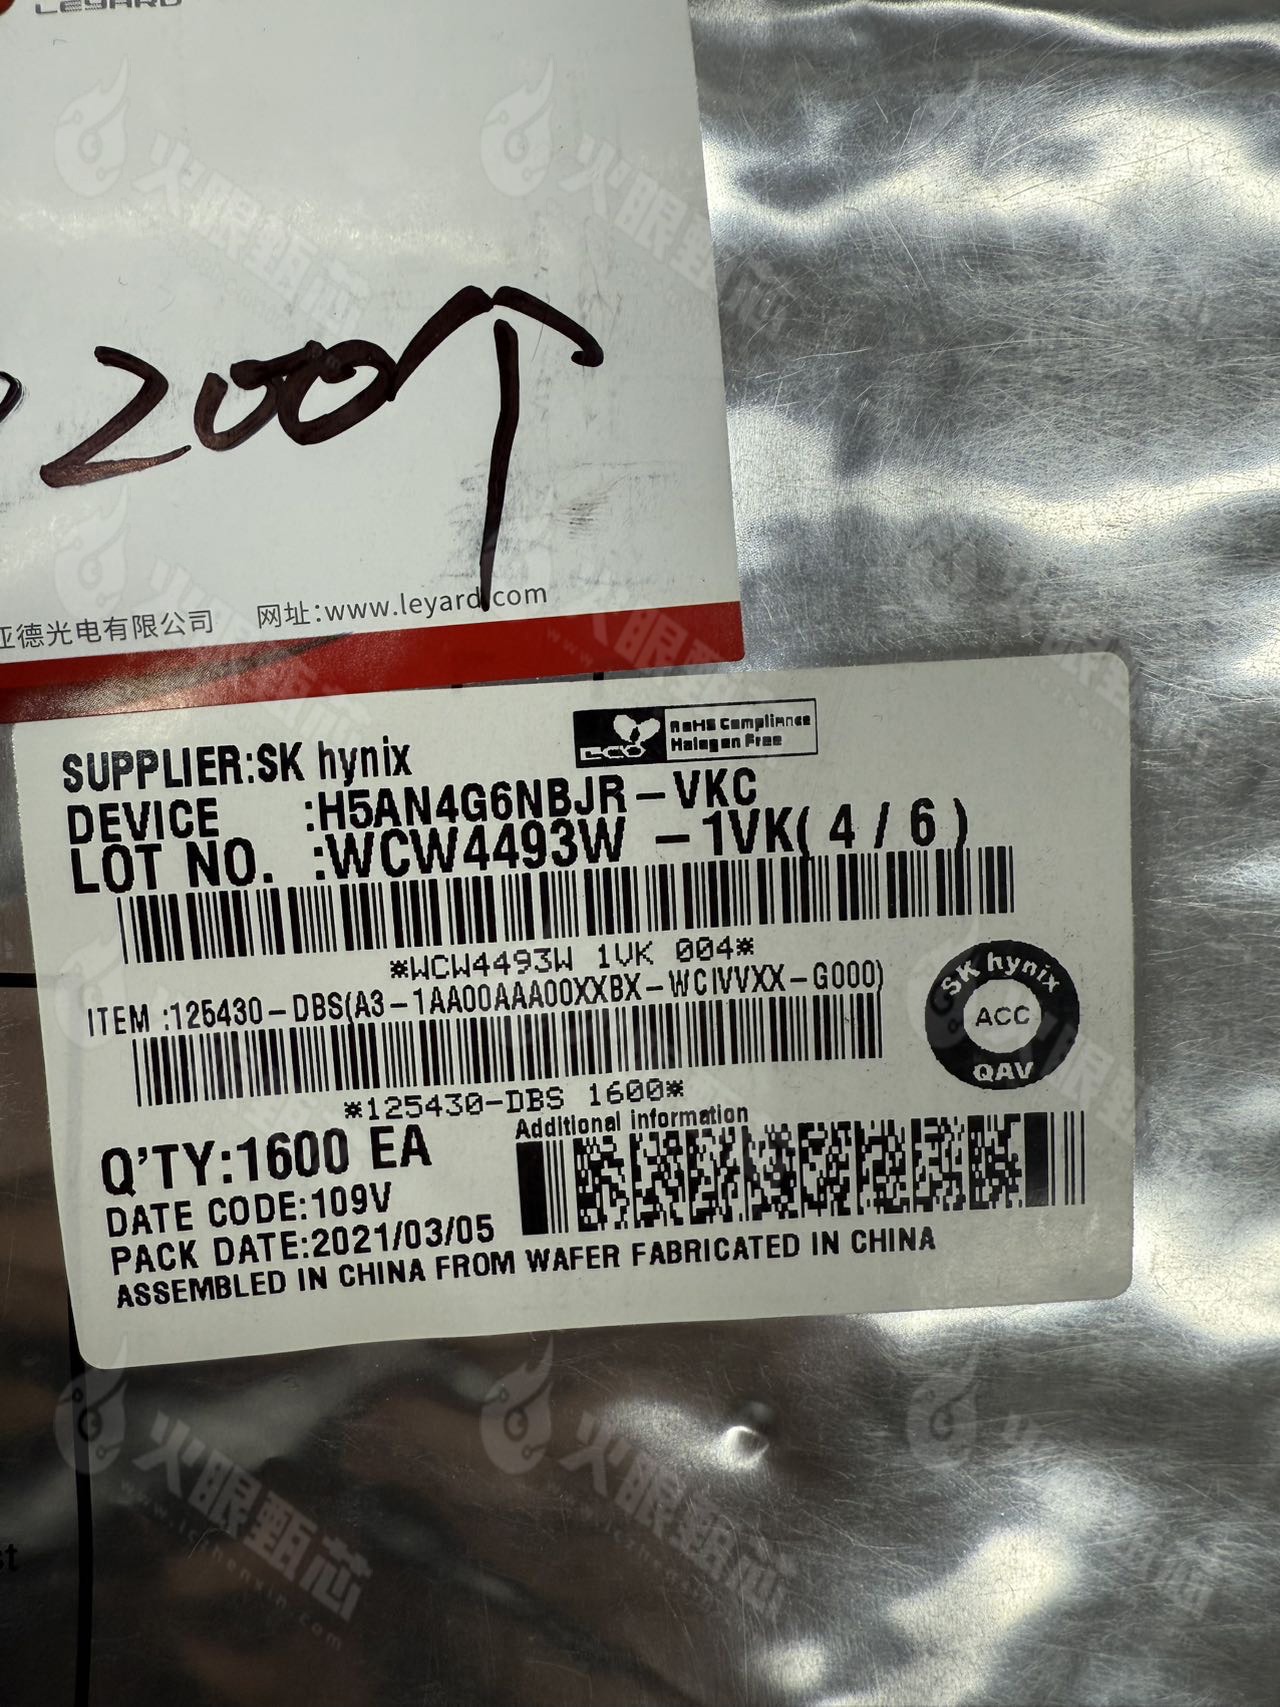 LEYARD
200个
亚德光电有限公司 网址:www.leyard.com
ECO RoHS Compliance
Halogen Free
SUPPLIER:SK hynix
DEVICE :H5AN4G6NBJR-VKC
LOT NO. :WCW4493W -1VK( 4 / 6 )
*WCW4493W 1VK 004*
ITEM :125430-DBS(A3-1AA00AAA00XXBX-WCIVVXX-G000)
*125430-DBS 1600*
SK hynix
ACC
QAV
Q'TY:1600 EA
Additional information
DATE CODE:109V
PACK DATE:2021/03/05
ASSEMBLED IN CHINA FROM WAFER FABRICATED IN CHINA
火眼甄芯